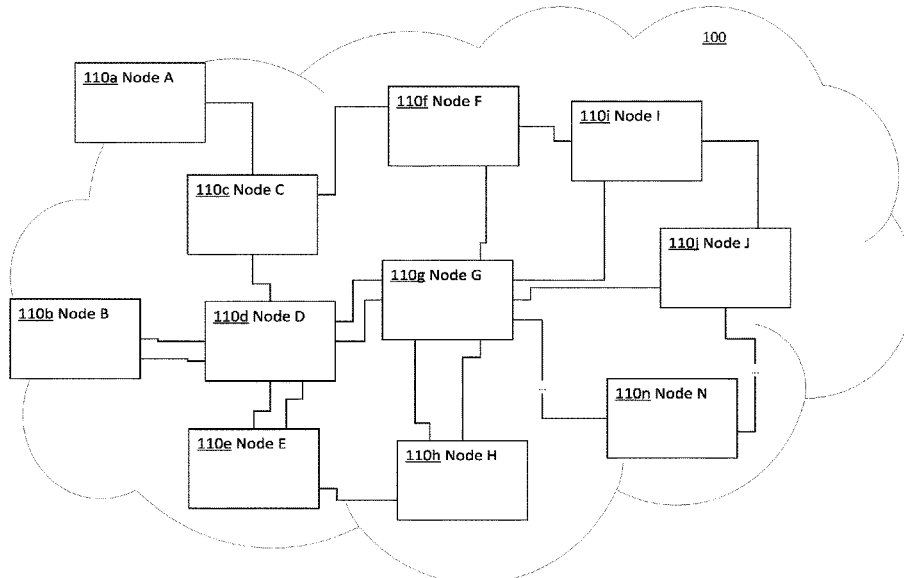 100
110a Node A
110f Node F
110i Node I
110c Node C
110j Node J
110g Node G
110b Node B
110d Node D
...
...
110n Node N
110e Node E
110h Node H